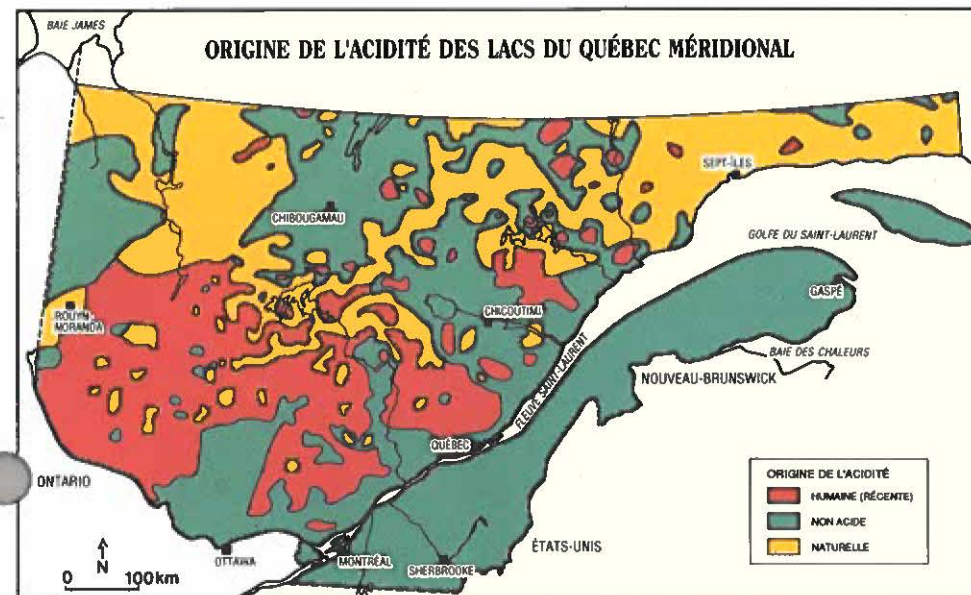 BAIE JAMES
ORIGINE DE L'ACIDITÉ DES LACS DU QUÉBEC MÉRIDIONAL
SEPT-ÎLES
CHIBOUGAMAU
GOLFE DU SAINT-LAURENT
GASPÉ
ROUYN-
NORANDA
CHICOUTIMI
BAIE DES CHALEURS
FLEUVE SAINT-LAURENT
NOUVEAU-BRUNSWICK
QUÉBEC
ONTARIO
ORIGINE DE L'ACIDITÉ
HUMAINE (RÉCENTE)
NON ACIDE
NATURELLE
ÉTATS-UNIS
OTTAWA
MONTRÉAL
SHERBROOKE
N
0 100 km